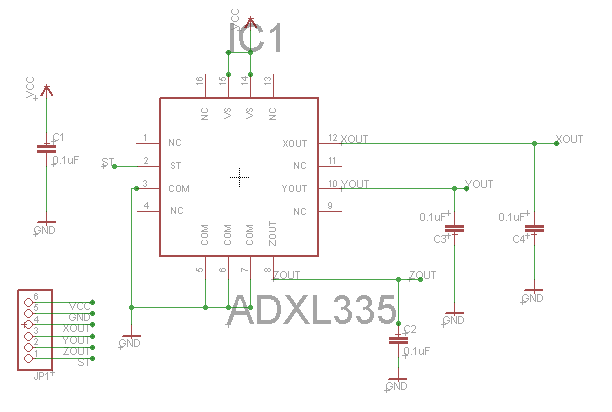 VCC
IC1
16
15
14
13
NC
VS
VS
NC
VCC
C1
0.1uF
GND
1
NC
2
ST
ST
3
COM
4
NC
XOUT
12
XOUT
XOUT
NC
11
YOUT
10
YOUT
YOUT
NC
9
COM
COM
COM
ZOUT
5
6
7
8
ZOUT
ZOUT
0.1uF
C3
GND
0.1uF
C4
GND
ADXL335
GND
C2
0.1uF
GND
6
VCC
5
GND
4
XOUT
3
YOUT
2
ZOUT
1
ST
JP1